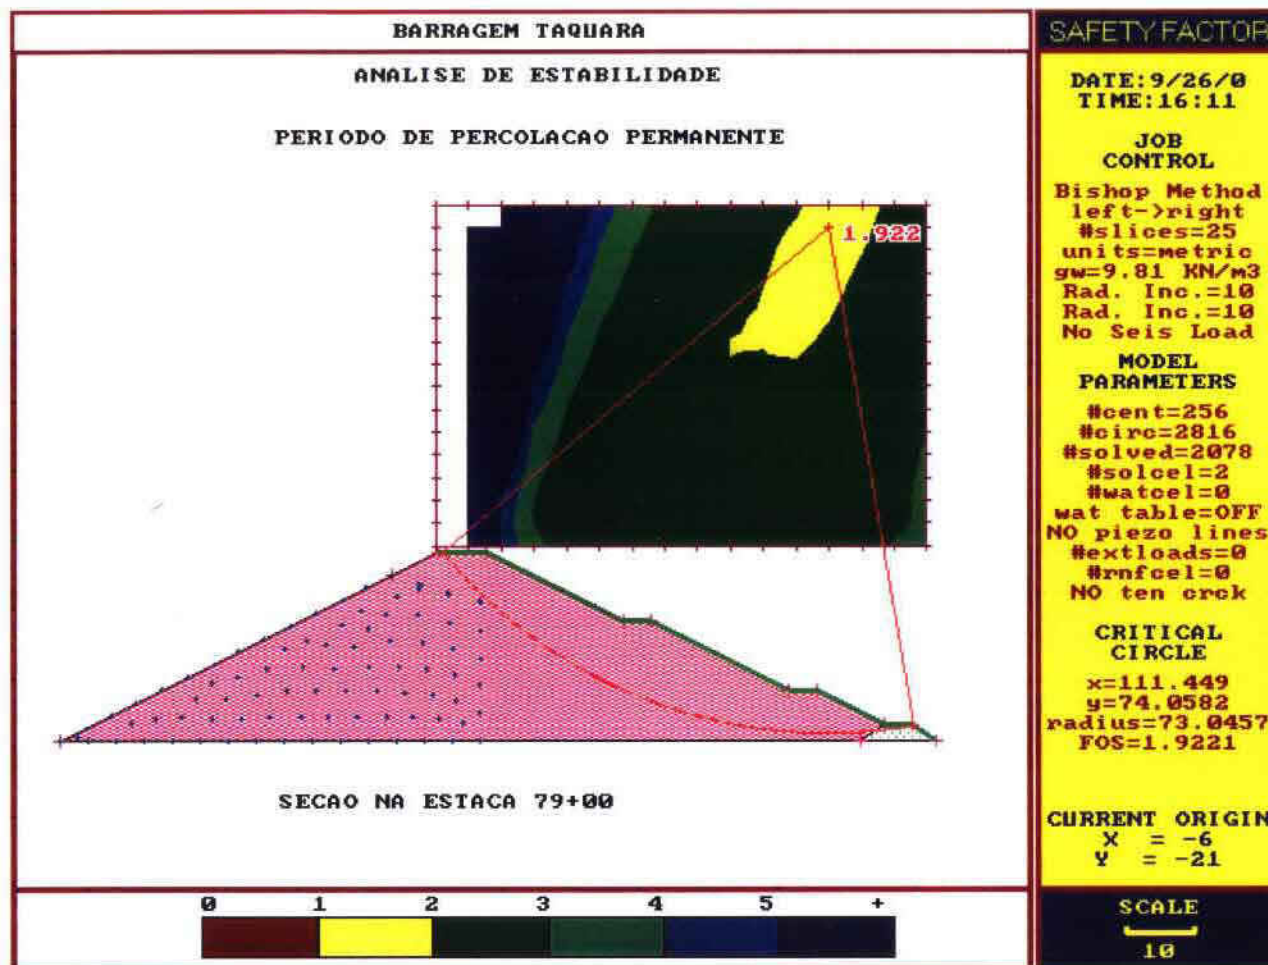 BARRAGEM TAQUARA
ANALISE DE ESTABILIDADE
PERIODO DE PERCOLACAO PERMANENTE
1.922
SECAO NA ESTACA 79+00
0 1 2 3 4 5 +
SAFETY FACTOR
DATE:9/26/0
TIME:16:11
JOB
CONTROL
Bishop Method
left->right
#slices=25
units=metric
gw=9.81 KN/m3
Rad. Inc.=10
Rad. Inc.=10
No Seis Load
MODEL
PARAMETERS
#cent=256
#circ=2816
#solved=2078
#solcel=2
#watcel=0
wat table=OFF
NO piezo lines
#extloads=0
#rnfcel=0
NO ten crck
CRITICAL
CIRCLE
x=111.449
y=74.0582
radius=73.0457
FOS=1.9221
CURRENT ORIGIN
X = -6
Y = -21
SCALE
10